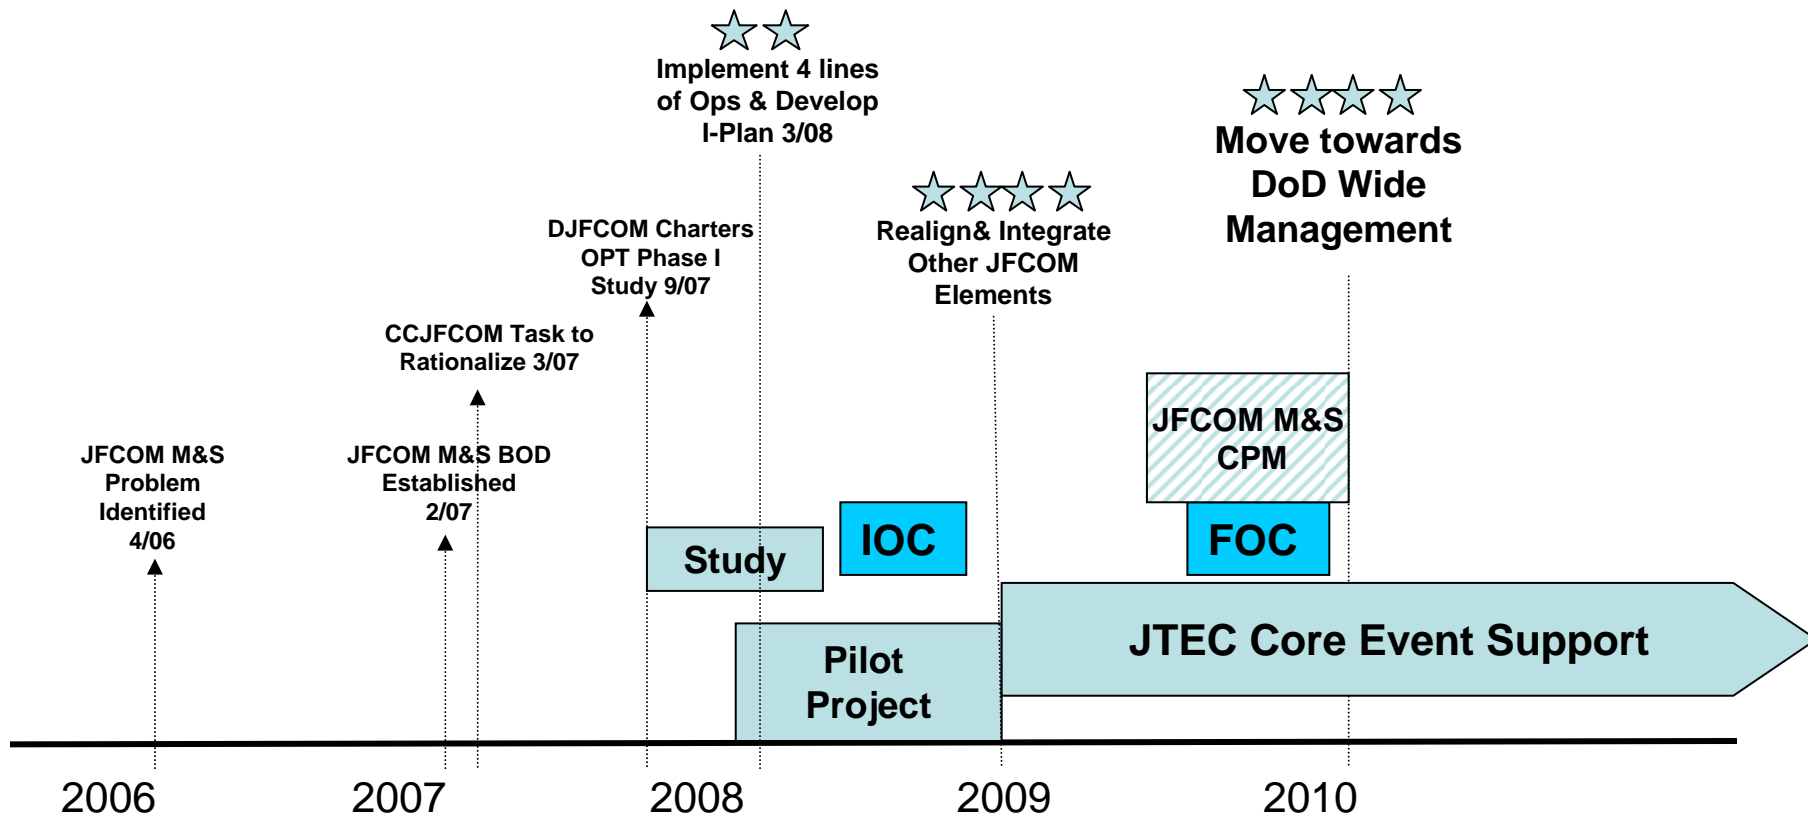 Implement 4 lines
of Ops & Develop
I-Plan 3/08
Move towards
DoD Wide
Management
DJFCOM Charters
OPT Phase I
Study 9/07
Realign& Integrate
Other JFCOM
Elements
CCJFCOM Task to
Rationalize 3/07
JFCOM M&S
Problem
Identified
4/06
JFCOM M&S BOD
Established
2/07
JFCOM M&S
CPM
Study
IOC
FOC
Pilot
Project
JTEC Core Event Support
2006
2007
2008
2009
2010